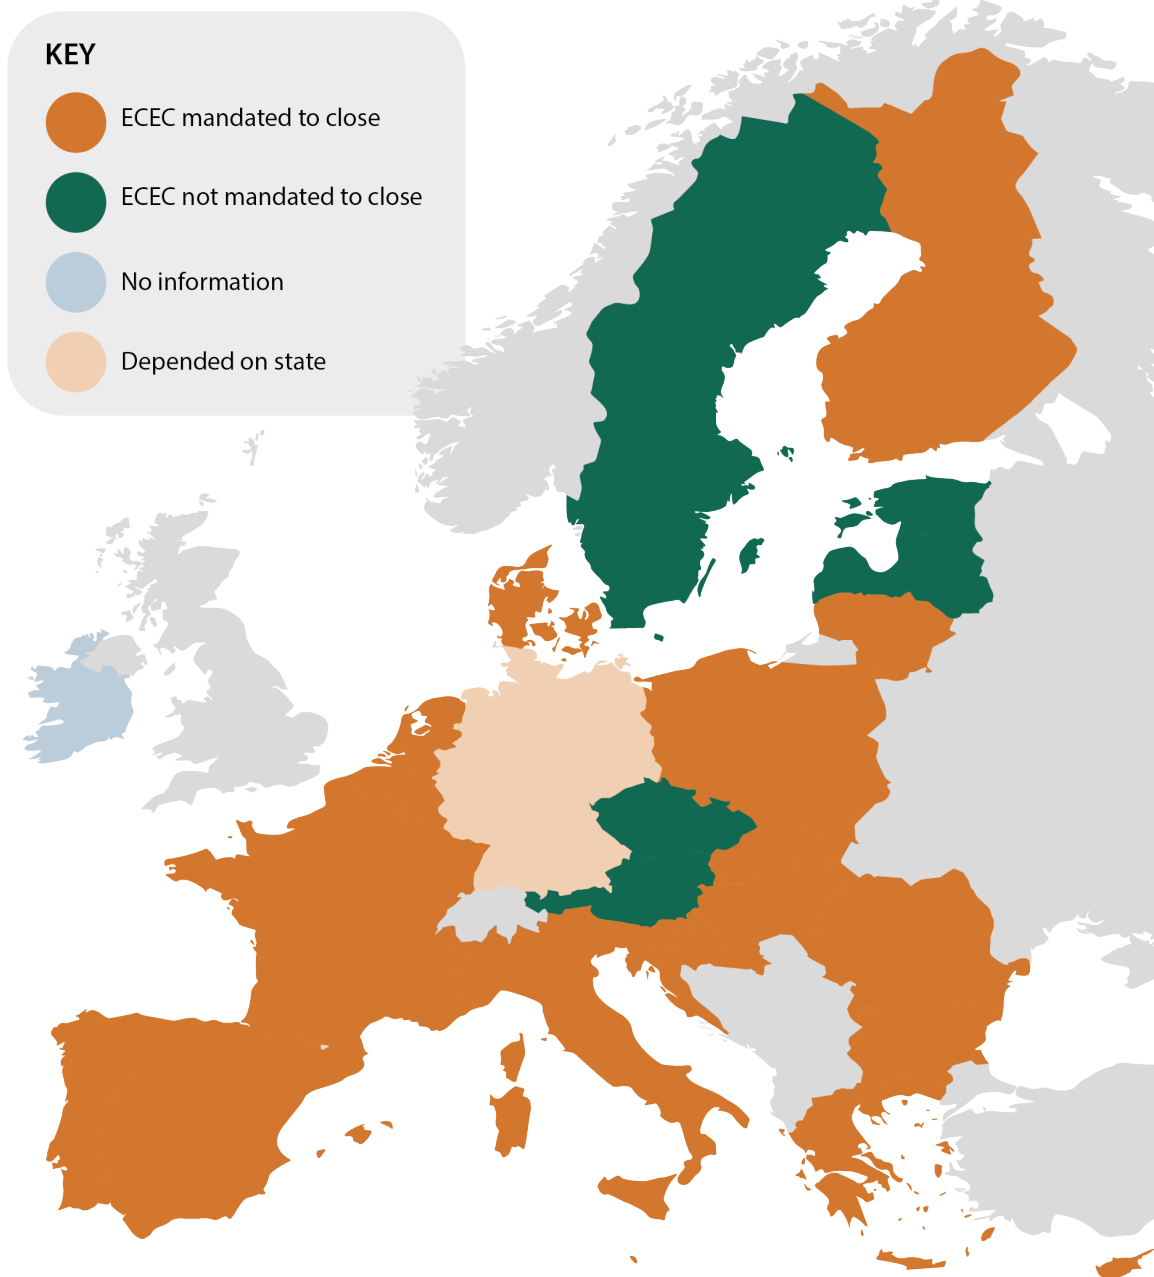 KEY
ECEC mandated to close
ECEC not mandated to close
No information
Depended on state